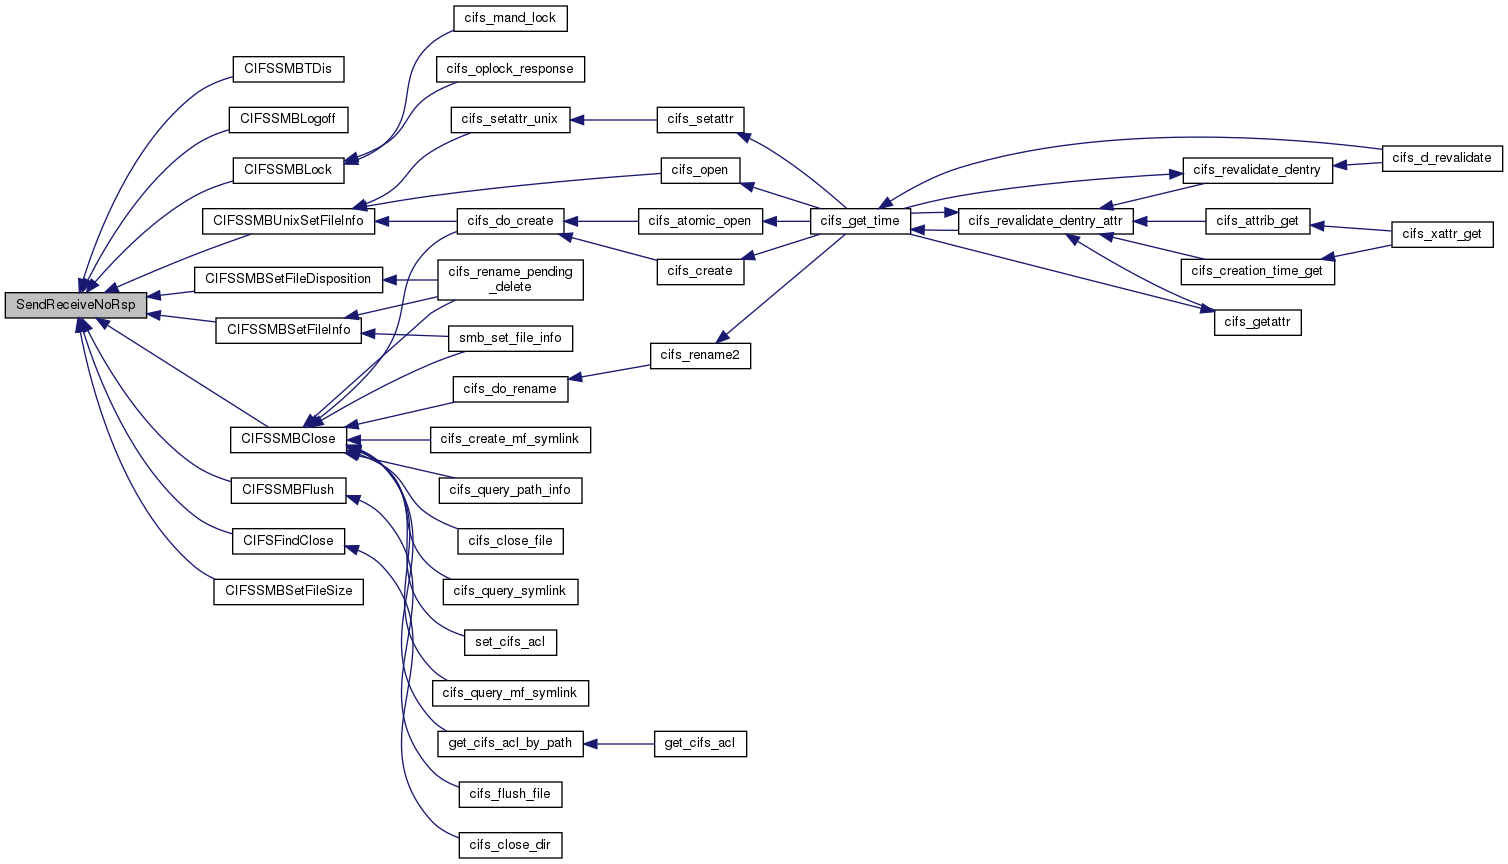 cifs_mand_lock
CIFSSMBTDis
cifs_oplock_response
CIFSSMBLogoff
cifs_setattr_unix
cifs_setattr
CIFSSMBLock
cifs_open
cifs_revalidate_dentry
cifs_d_revalidate
CIFSSMBUnixSetFileInfo
cifs_do_create
cifs_atomic_open
cifs_get_time
cifs_revalidate_dentry_attr
cifs_attrib_get
cifs_xattr_get
CIFSSMBSetFileDisposition
cifs_rename_pending
_delete
cifs_create
cifs_creation_time_get
SendReceiveNoRsp
CIFSSMBSetFileInfo
smb_set_file_info
cifs_getattr
cifs_do_rename
cifs_rename2
CIFSSMBClose
cifs_create_mf_symlink
CIFSSMBFlush
cifs_query_path_info
CIFSFindClose
cifs_close_file
CIFSSMBSetFileSize
cifs_query_symlink
set_cifs_acl
cifs_query_mf_symlink
get_cifs_acl_by_path
get_cifs_acl
cifs_flush_file
cifs_close_dir